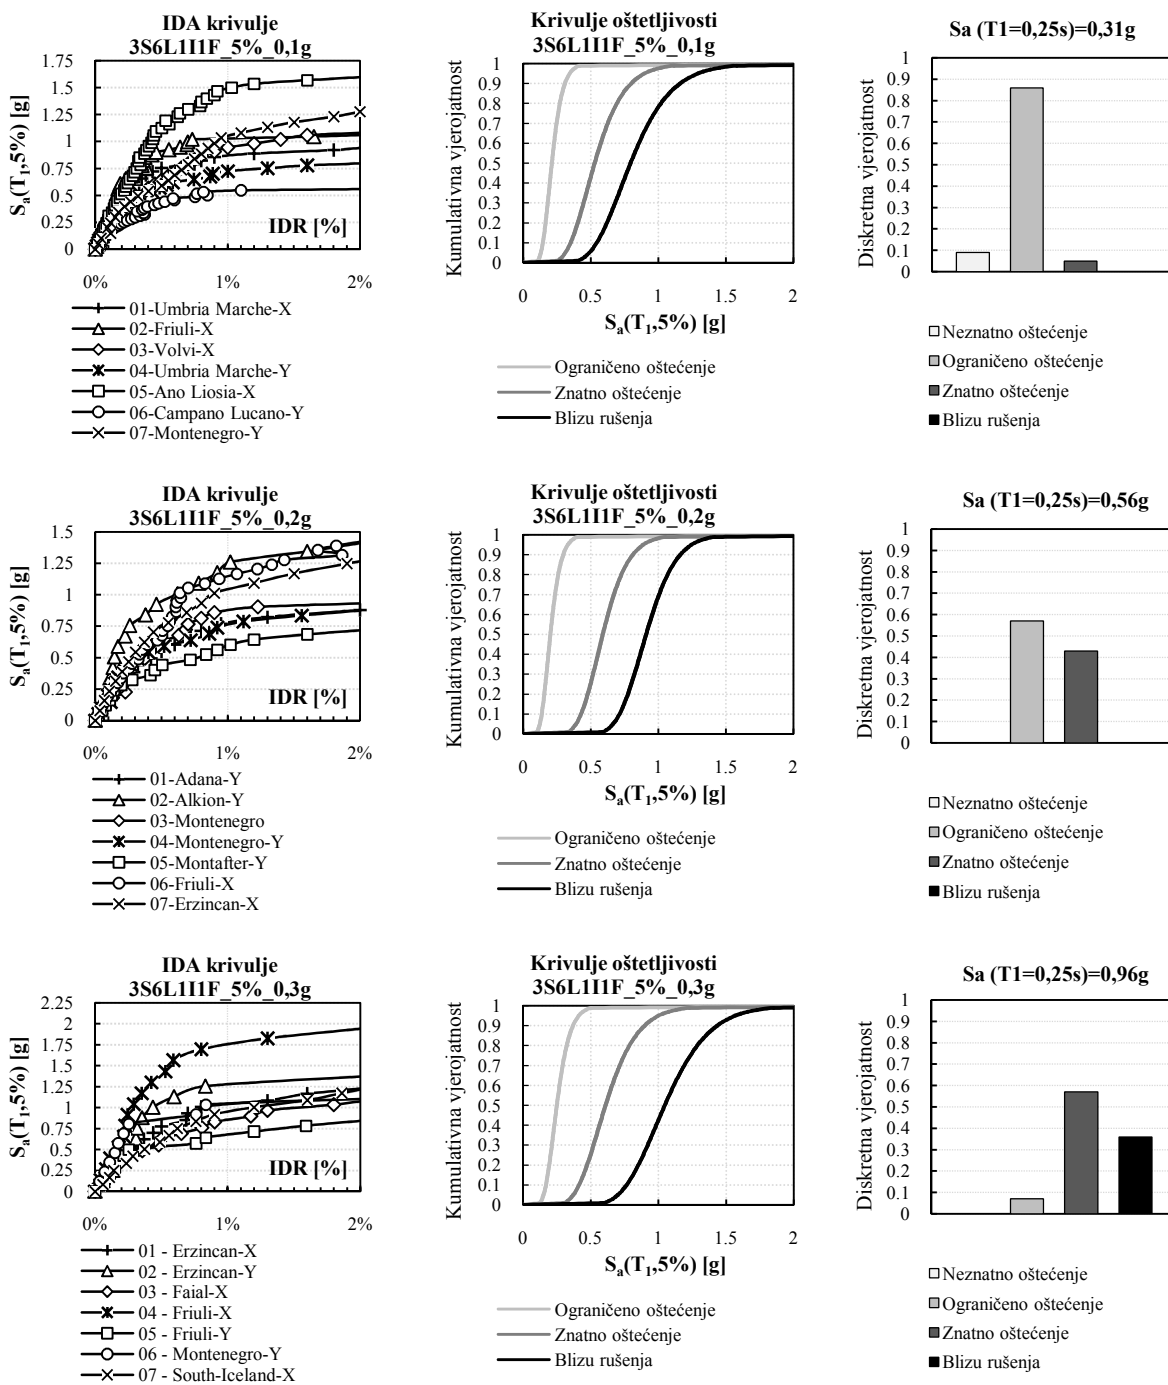 IDA krivulje
3S6L1I1F_5%_0,1g
Sa(T1,5%) [g]
1.75
1.5
1.25
1
0.75
0.5
0.25
0
IDR [%]
0% 1% 2%
01-Umbria Marche-X
02-Friuli-X
03-Volvi-X
04-Umbria Marche-Y
05-Ano Liosia-X
06-Campano Lucano-Y
07-Montenegro-Y
Krivulje oštetljivosti
3S6L1I1F_5%_0,1g
Kumulativna vjerojatnost
1
0.9
0.8
0.7
0.6
0.5
0.4
0.3
0.2
0.1
0
0 0.5 1 1.5 2
Sa(T1,5%) [g]
Ograničeno oštećenje
Znatno oštećenje
Blizu rušenja
Sa (T1=0,25s)=0,31g
Diskretna vjerojatnost
1
0.9
0.8
0.7
0.6
0.5
0.4
0.3
0.2
0.1
0
Neznatno oštećenje
Ograničeno oštećenje
Znatno oštećenje
Blizu rušenja
IDA krivulje
3S6L1I1F_5%_0,2g
Sa(T1,5%) [g]
1.5
1.25
1
0.75
0.5
0.25
0
IDR [%]
0% 1% 2%
01-Adana-Y
02-Alkion-Y
03-Montenegro
04-Montenegro-Y
05-Montafter-Y
06-Friuli-X
07-Erzincan-X
Krivulje oštetljivosti
3S6L1I1F_5%_0,2g
Kumulativna vjerojatnost
1
0.9
0.8
0.7
0.6
0.5
0.4
0.3
0.2
0.1
0
0 0.5 1 1.5 2
Sa(T1,5%) [g]
Ograničeno oštećenje
Znatno oštećenje
Blizu rušenja
Sa (T1=0,25s)=0,56g
Diskretna vjerojatnost
1
0.9
0.8
0.7
0.6
0.5
0.4
0.3
0.2
0.1
0
Neznatno oštećenje
Ograničeno oštećenje
Znatno oštećenje
Blizu rušenja
IDA krivulje
3S6L1I1F_5%_0,3g
Sa(T1,5%) [g]
2.25
2
1.75
1.5
1.25
1
0.75
0.5
0.25
0
IDR [%]
0% 1% 2%
01 - Erzincan-X
02 - Erzincan-Y
03 - Faial-X
04 - Friuli-X
05 - Friuli-Y
06 - Montenegro-Y
07 - South-Iceland-X
Krivulje oštetljivosti
3S6L1I1F_5%_0,3g
Kumulativna vjerojatnost
1
0.9
0.8
0.7
0.6
0.5
0.4
0.3
0.2
0.1
0
0 0.5 1 1.5 2
Sa(T1,5%) [g]
Ograničeno oštećenje
Znatno oštećenje
Blizu rušenja
Sa (T1=0,25s)=0,96g
Diskretna vjerojatnost
1
0.9
0.8
0.7
0.6
0.5
0.4
0.3
0.2
0.1
0
Neznatno oštećenje
Ograničeno oštećenje
Znatno oštećenje
Blizu rušenja